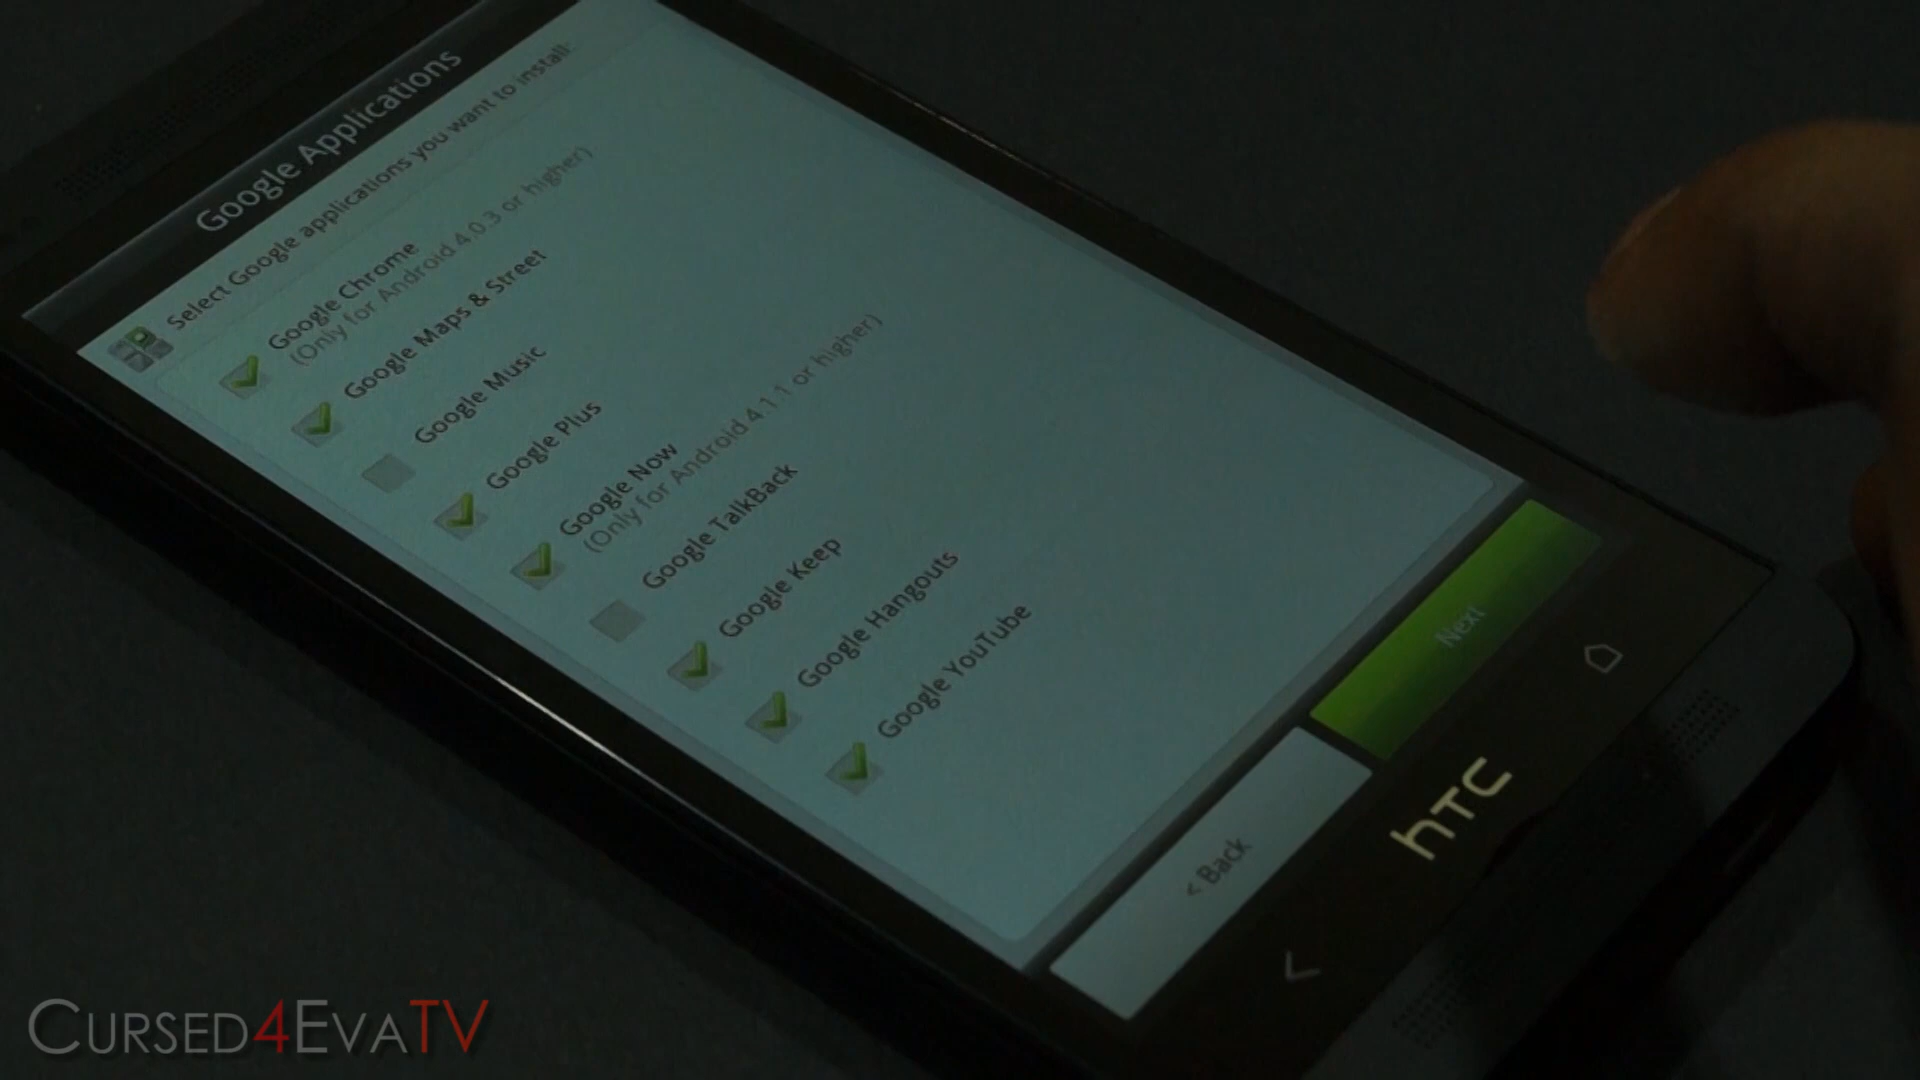 Google Applications
Select Google applications you want to install:
Google Chrome
(Only for Android 4.0.3 or higher)
Google Maps & Street
Google Music
Google Plus
Google Now
(Only for Android 4.1.1 or higher)
Google TalkBack
Google Keep
Google Hangouts
Google YouTube
< Back
Next
hTC
Cursed4EvaTV